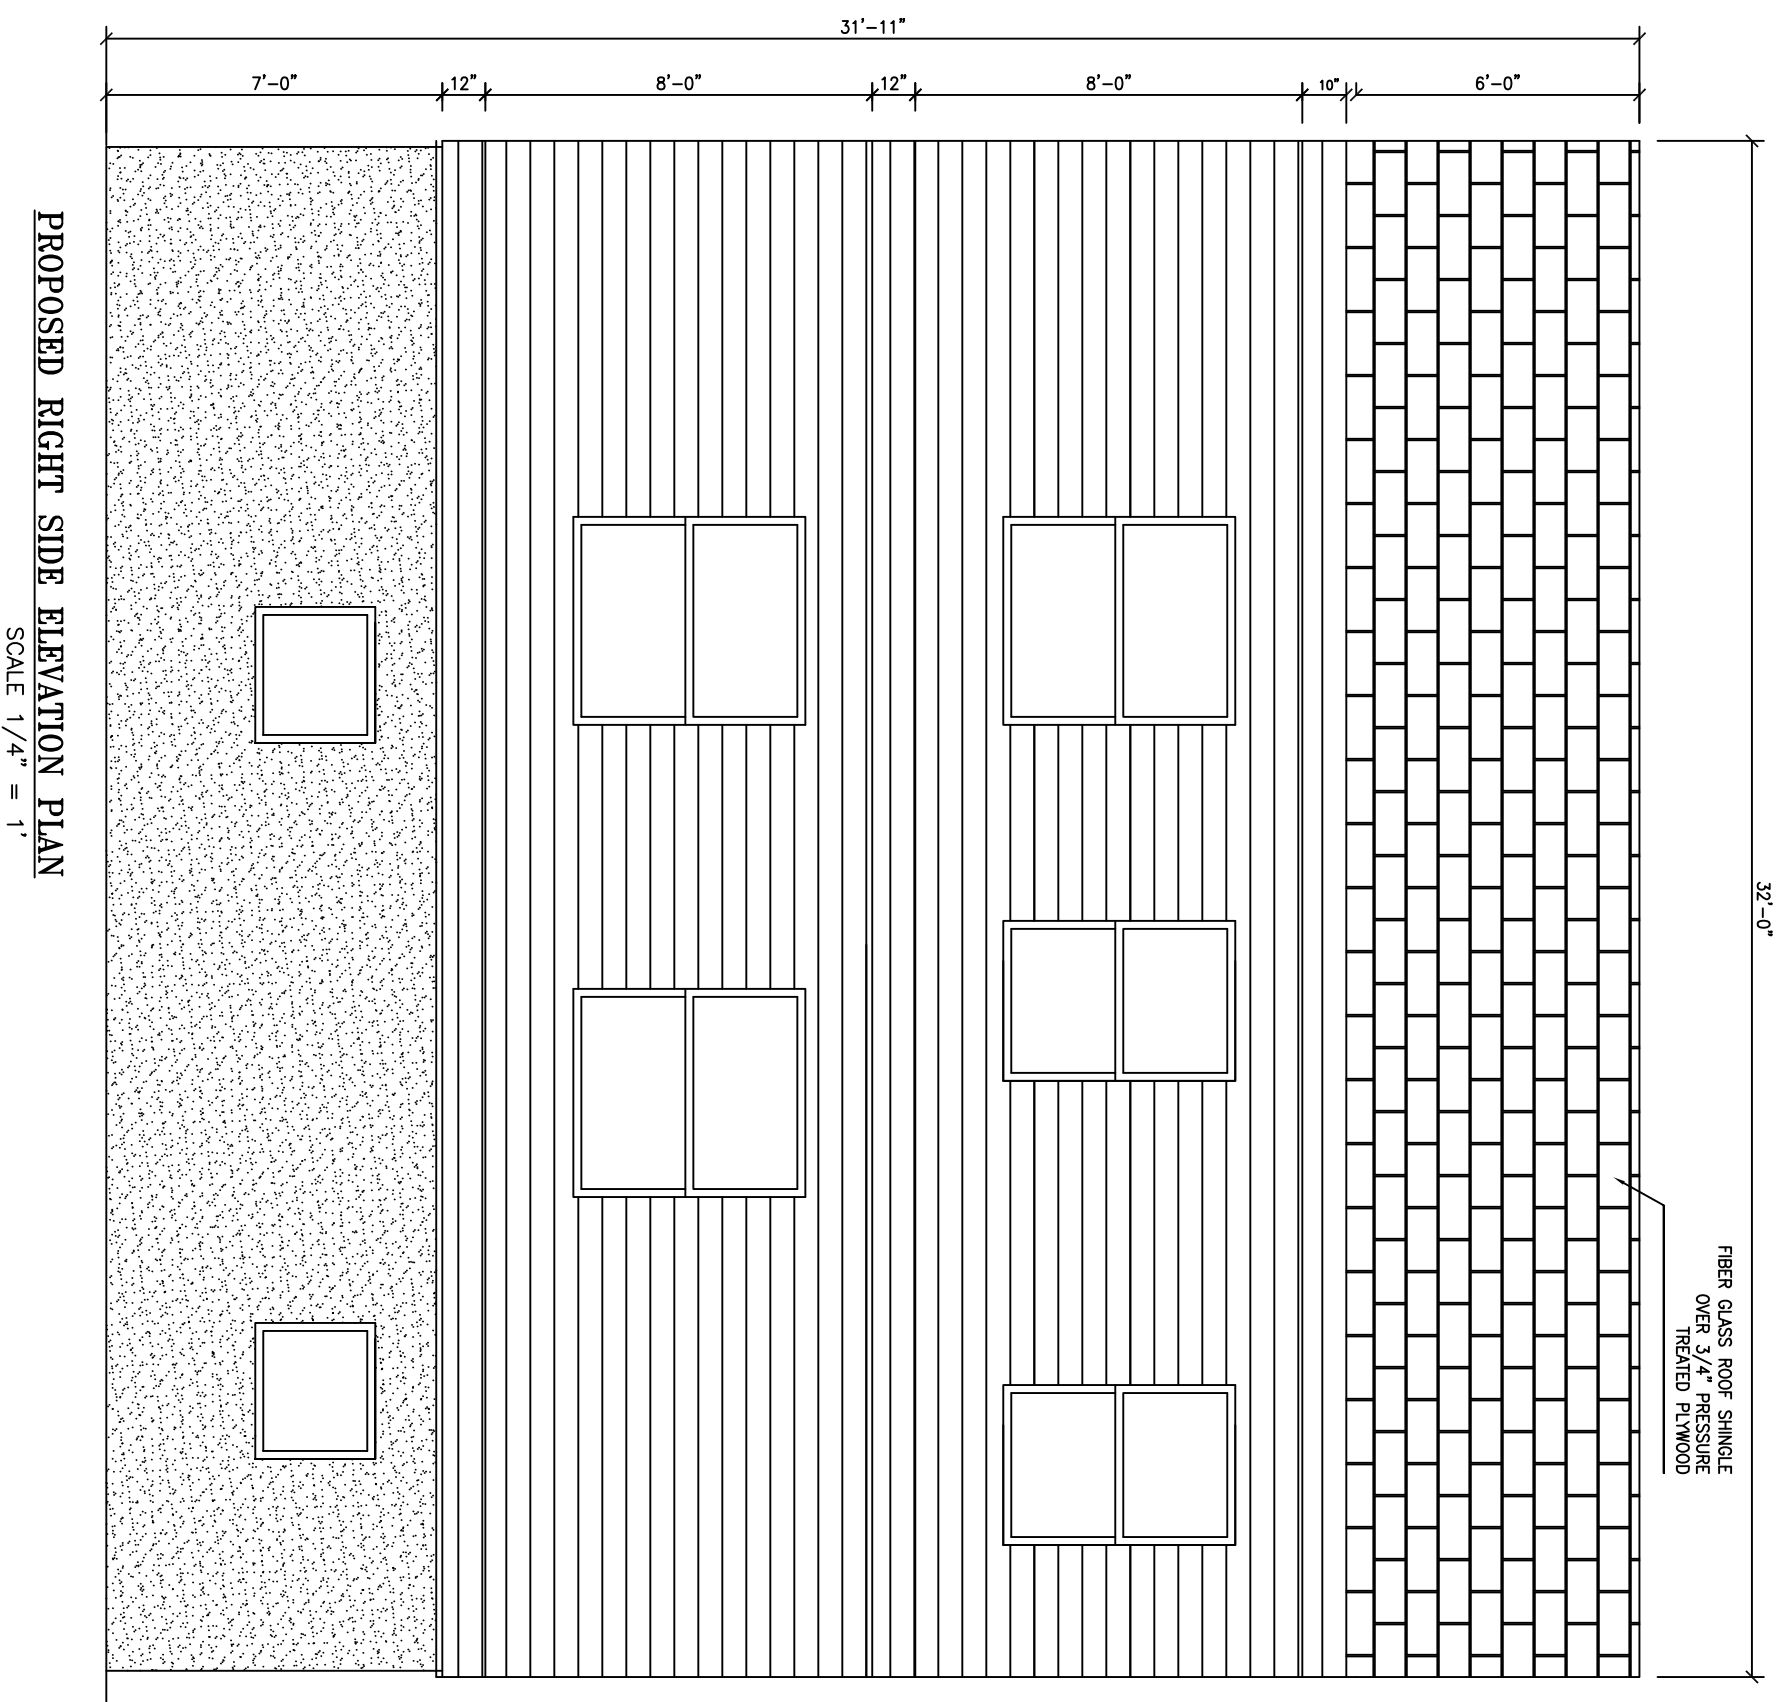 31'-11"
7'-0"
12"
8'-0"
12"
8'-0"
10"
6'-0"
32'-0"
FIBER GLASS ROOF SHINGLE
OVER 3/4" PRESSURE
TREATED PLYWOOD
PROPOSED RIGHT SIDE ELEVATION PLAN
SCALE 1/4" = 1'